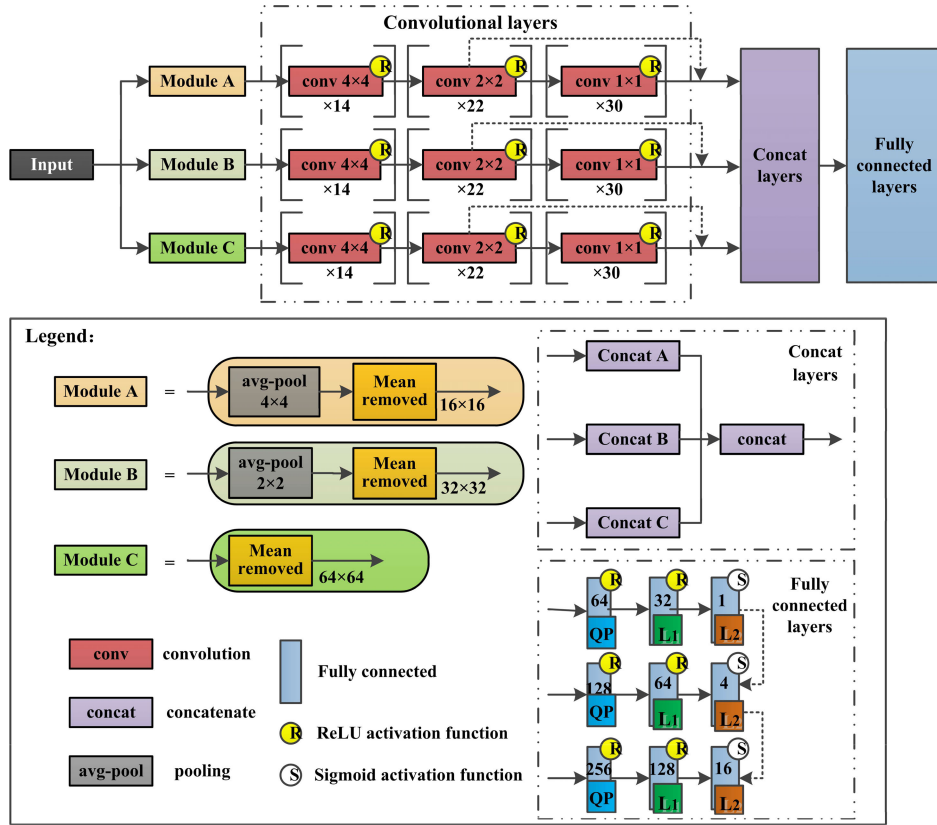 Convolutional layers
Module A
conv 4×4
R
×14
conv 2×2
R
×22
conv 1×1
R
×30
Input
Module B
conv 4×4
R
×14
conv 2×2
R
×22
conv 1×1
R
×30
Module C
conv 4×4
R
×14
conv 2×2
R
×22
conv 1×1
R
×30
Concat
layers
Fully
connected
layers
Legend：
Module A
=
avg-pool
4×4
Mean
removed
16×16
Module B
=
avg-pool
2×2
Mean
removed
32×32
Module C
=
Mean
removed
64×64
conv
convolution
concat
concatenate
avg-pool
pooling
Fully connected
R
ReLU activation function
S
Sigmoid activation function
Concat A
Concat B
Concat C
concat
Concat
layers
Fully
connected
layers
64
R
QP
32
R
L1
1
S
L2
128
R
QP
64
R
L1
4
S
L2
256
R
QP
128
R
L1
16
S
L2